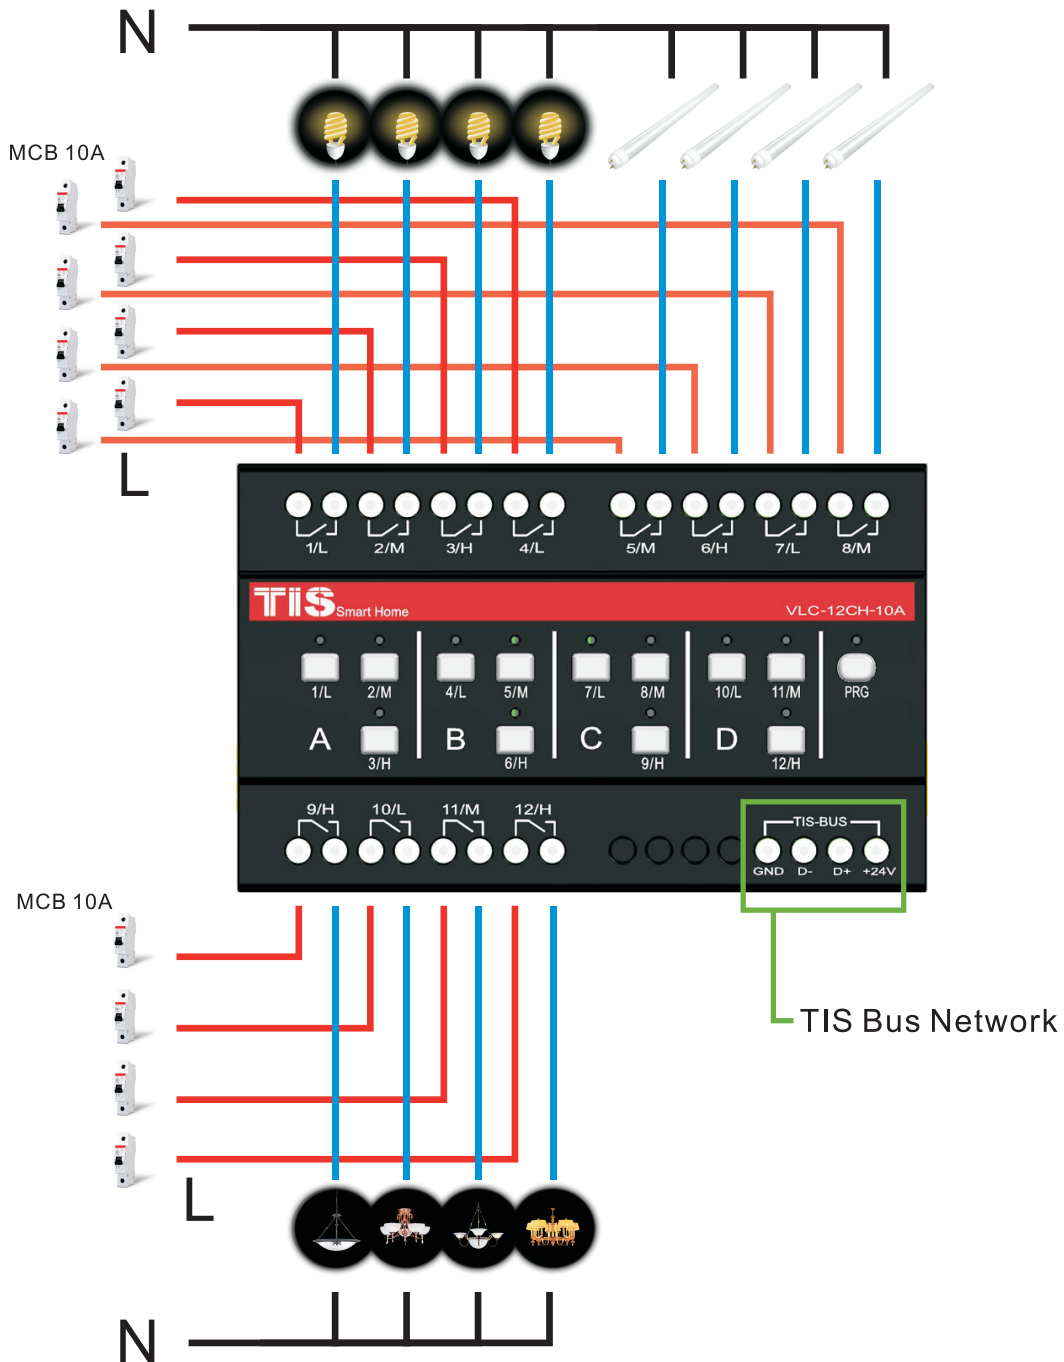 N
MCB 10A
L
1/L 2/M 3/H 4/L 5/M 6/H 7/L 8/M
TIS Smart Home VLC-12CH-10A
1/L 2/M 4/L 5/M 7/L 8/M 10/L 11/M PRG
A B C D
3/H 6/H 9/H 12/H
9/H 10/L 11/M 12/H
TIS-BUS
GND D- D+ +24V
MCB 10A
TIS Bus Network
L
N